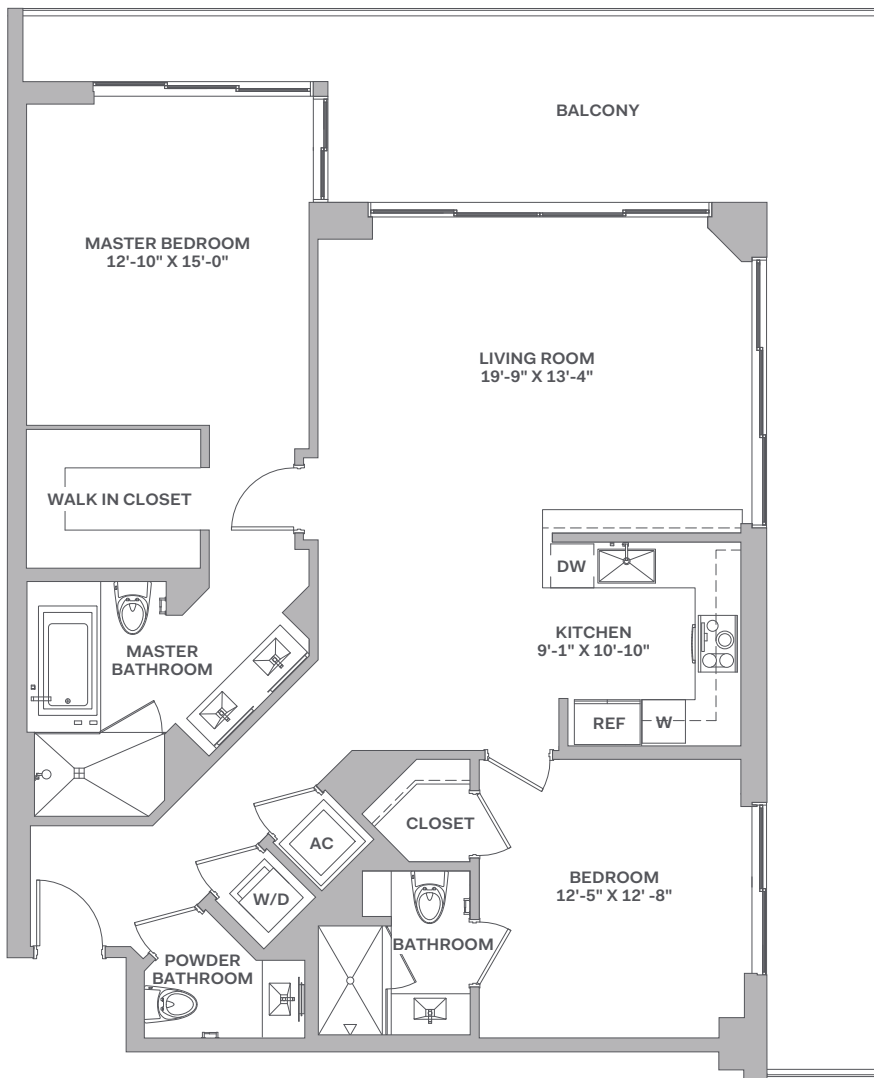 BALCONY
MASTER BEDROOM
12'-10" X 15'-0"
LIVING ROOM
19'-9" X 13'-4"
WALK IN CLOSET
DW
KITCHEN
9'-1" X 10'-10"
MASTER
BATHROOM
REF
W
CLOSET
AC
BEDROOM
12'-5" X 12' -8"
W/D
BATHROOM
POWDER
BATHROOM